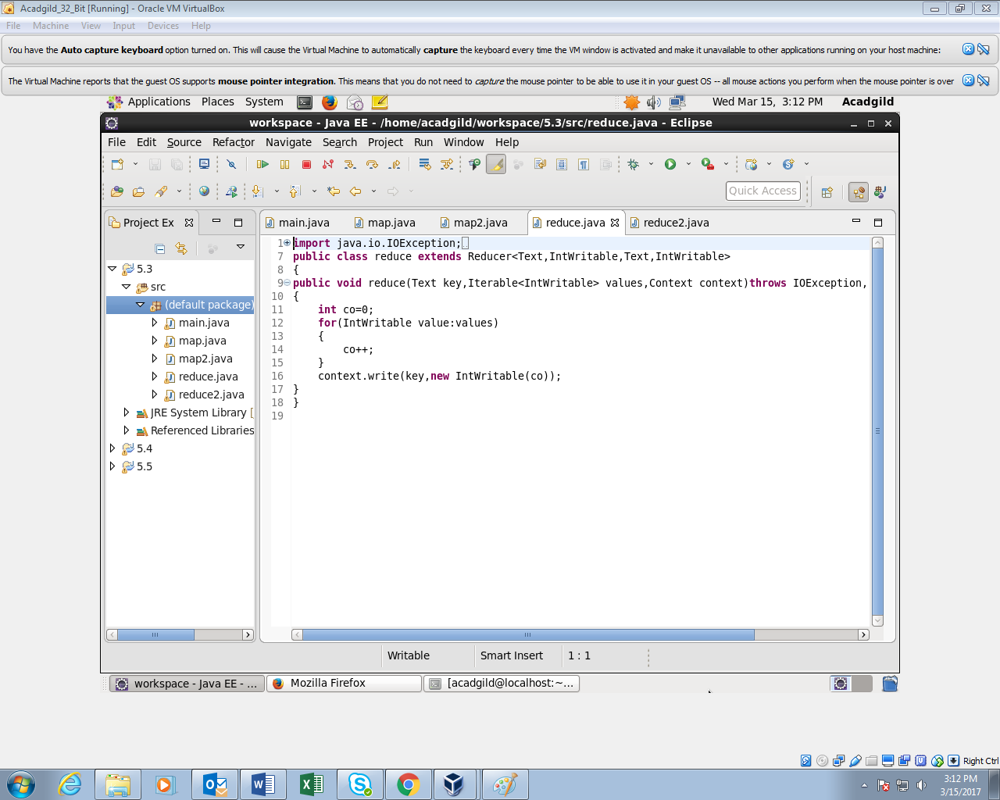 Acadgild_32_Bit [Running] - Oracle VM VirtualBox
File Machine View Input Devices Help
You have the Auto capture keyboard option turned on. This will cause the Virtual Machine to automatically capture the keyboard every time the VM window is activated and make it unavailable to other applications running on your host machine:
The Virtual Machine reports that the guest OS supports mouse pointer integration. This means that you do not need to capture the mouse pointer to be able to use it in your guest OS -- all mouse actions you perform when the mouse pointer is over
Applications Places System Wed Mar 15, 3:12 PM Acadgild
workspace - Java EE - /home/acadgild/workspace/5.3/src/reduce.java - Eclipse
File Edit Source Refactor Navigate Search Project Run Window Help
Quick Access
Project Ex
main.java map.java map2.java reduce.java reduce2.java
5.3
src
(default package)
main.java
map.java
map2.java
reduce.java
reduce2.java
JRE System Library [
Referenced Libraries
5.4
5.5
1 import java.io.IOException;
7 public class reduce extends Reducer<Text,IntWritable,Text,IntWritable>
8 {
9 public void reduce(Text key,Iterable<IntWritable> values,Context context)throws IOException,
10 {
11 int co=0;
12 for(IntWritable value:values)
13 {
14 co++;
15 }
16 context.write(key,new IntWritable(co));
17 }
18 }
19
Writable Smart Insert 1 : 1
workspace - Java EE - ... Mozilla Firefox [acadgild@localhost:~...
Right Ctrl
3:12 PM
3/15/2017